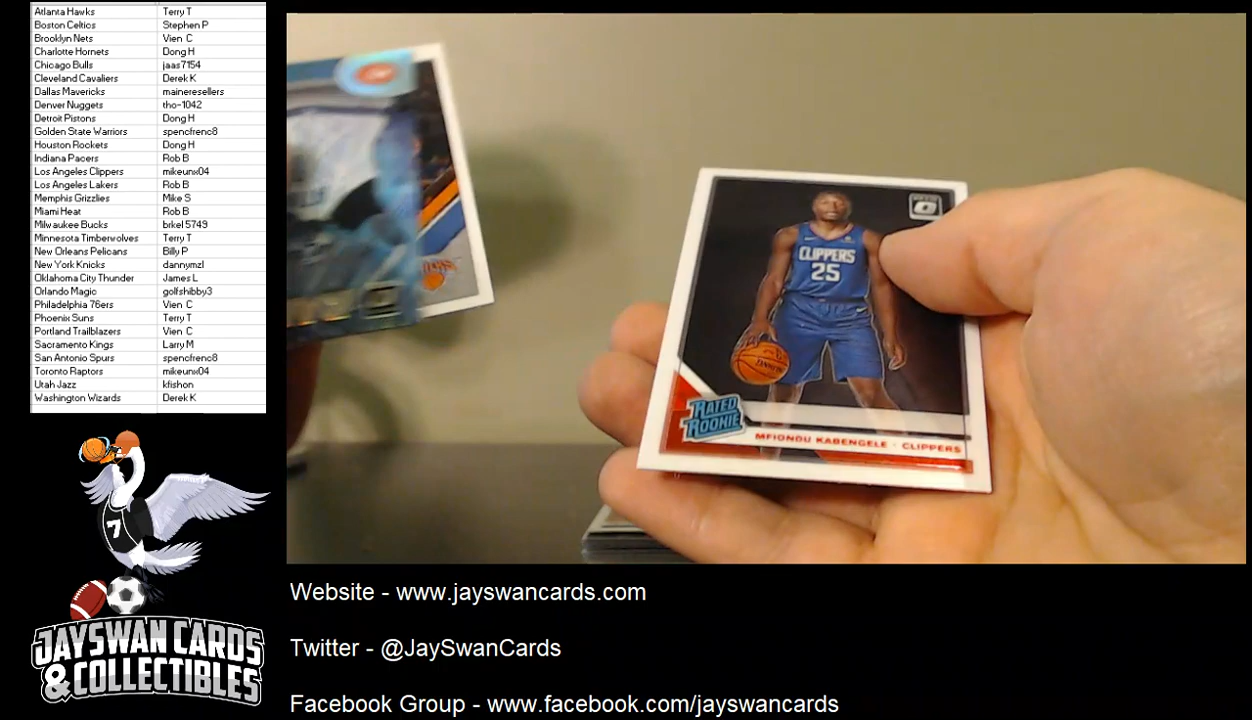 Atlanta Hawks Terry T
Boston Celtics Stephen P
Brooklyn Nets Vien C
Charlotte Hornets Dong H
Chicago Bulls jaas7154
Cleveland Cavaliers Derek K
Dallas Mavericks maineresellers
Denver Nuggets tho-1042
Detroit Pistons Dong H
Golden State Warriors spencfrenc8
Houston Rockets Dong H
Indiana Pacers Rob B
Los Angeles Clippers mikeunx04
Los Angeles Lakers Rob B
Memphis Grizzlies Mike S
Miami Heat Rob B
Milwaukee Bucks brkel5749
Minnesota Timberwolves Terry T
New Orleans Pelicans Billy P
New York Knicks dannymzl
Oklahoma City Thunder James L
Orlando Magic golfshibby3
Philadelphia 76ers Vien C
Phoenix Suns Terry T
Portland Trailblazers Vien C
Sacramento Kings Larry M
San Antonio Spurs spencfrenc8
Toronto Raptors mikeunx04
Utah Jazz kfishon
Washington Wizards Derek K
CLIPPERS
25
RATED
ROOKIE
MFIONDU KABENGELE - CLIPPERS
7
JAYSWAN CARDS
& COLLECTIBLES
Website - www.jayswancards.com
Twitter - @JaySwanCards
Facebook Group - www.facebook.com/jayswancards